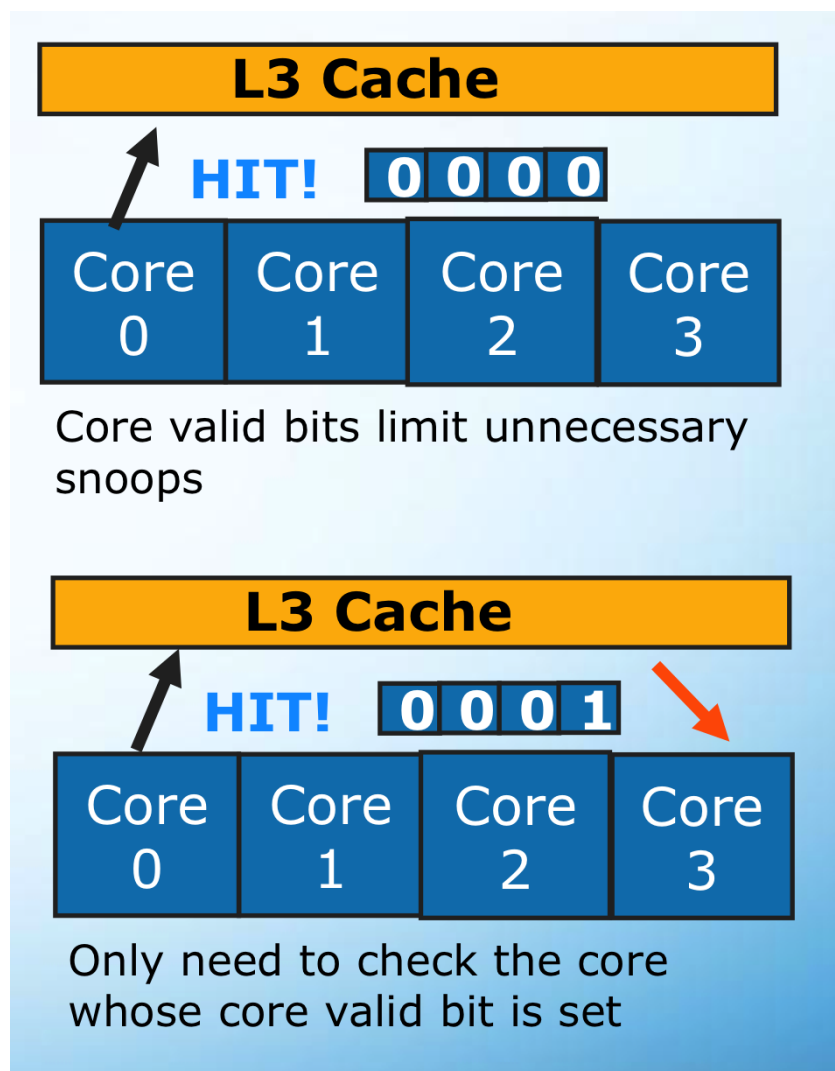 L3 Cache
HIT! 0 0 0 0
Core 0 Core 1 Core 2 Core 3
Core valid bits limit unnecessary
snoops
L3 Cache
HIT! 0 0 0 1
Core 0 Core 1 Core 2 Core 3
Only need to check the core
whose core valid bit is set